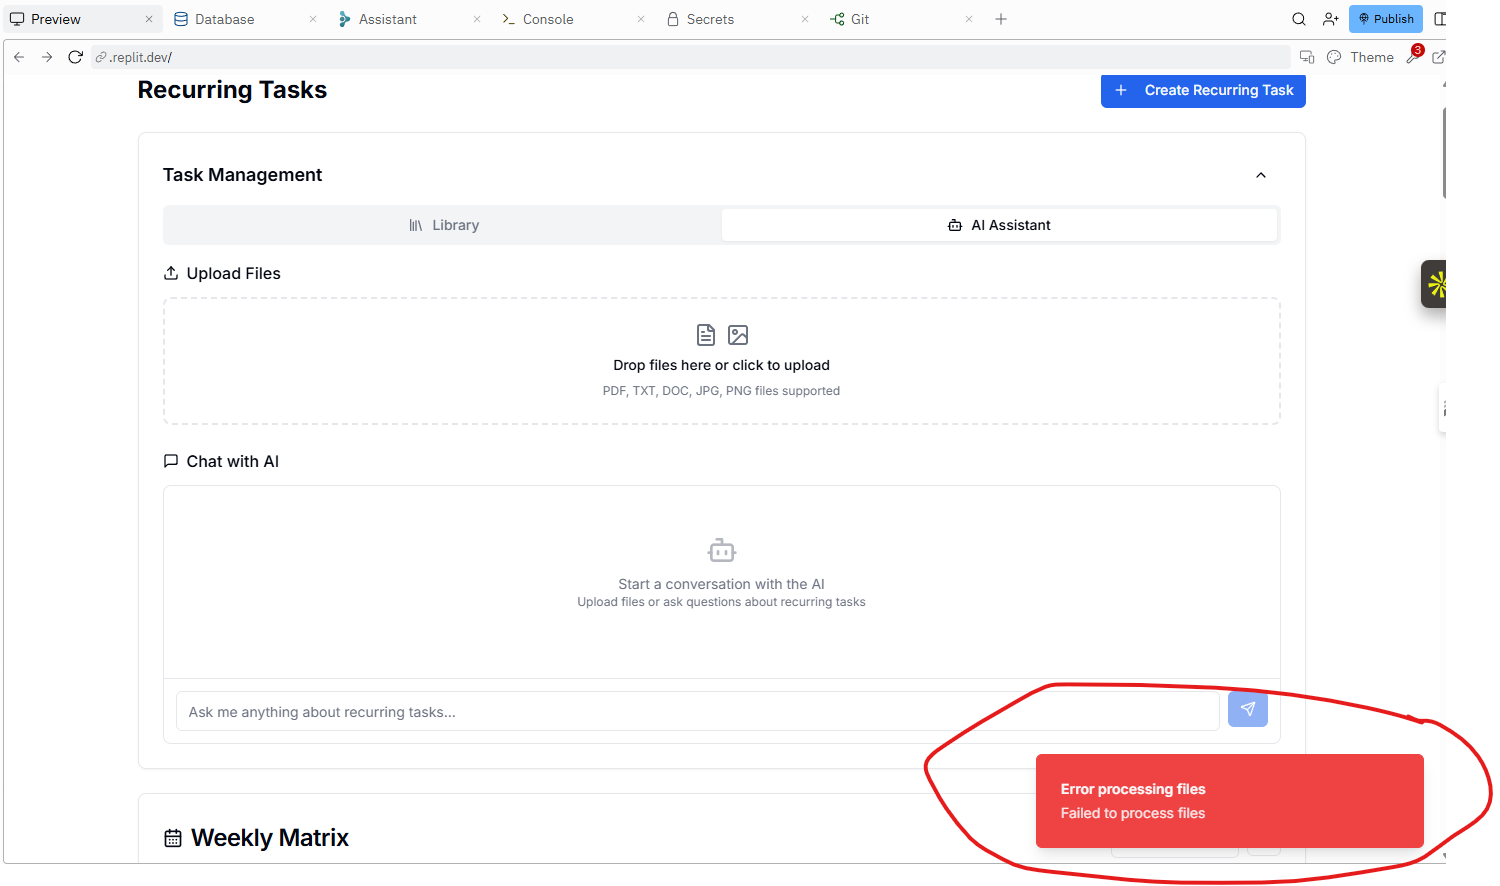 Preview
Database
Assistant
Console
Secrets
Git
Publish
.replit.dev/
Theme
3
Recurring Tasks
Create Recurring Task
Task Management
Library
AI Assistant
Upload Files
Drop files here or click to upload
PDF, TXT, DOC, JPG, PNG files supported
Chat with AI
Start a conversation with the AI
Upload files or ask questions about recurring tasks
Ask me anything about recurring tasks...
Error processing files
Failed to process files
Weekly Matrix